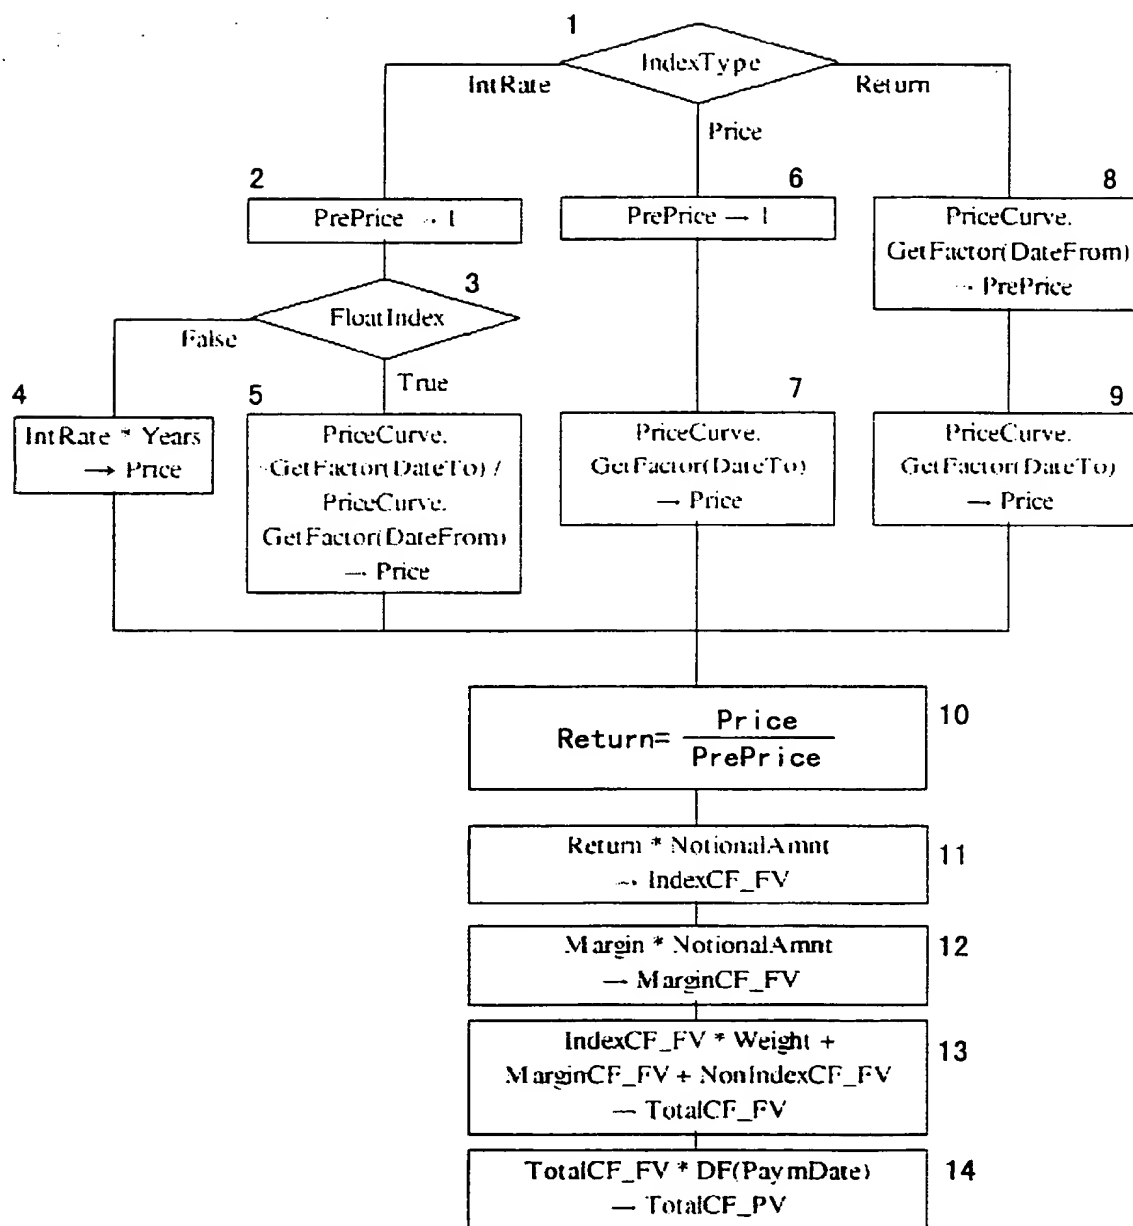 1
IndexType
IntRate
Return
Price
2
PrePrice → 1
6
PrePrice → 1
8
PriceCurve.
GetFactor(DateFrom)
→ PrePrice
3
FloatIndex
False
True
4
IntRate * Years
→ Price
5
PriceCurve.
GetFactor(DateTo) /
PriceCurve.
GetFactor(DateFrom)
→ Price
7
PriceCurve.
GetFactor(DateTo)
→ Price
9
PriceCurve.
GetFactor(DateTo)
→ Price
10
Return= Price
PrePrice
11
Return * NotionalAmnt
→ IndexCF_FV
12
Margin * NotionalAmnt
→ MarginCF_FV
13
IndexCF_FV * Weight +
MarginCF_FV + NonIndexCF_FV
→ TotalCF_FV
14
TotalCF_FV * DF(PaymDate)
→ TotalCF_PV